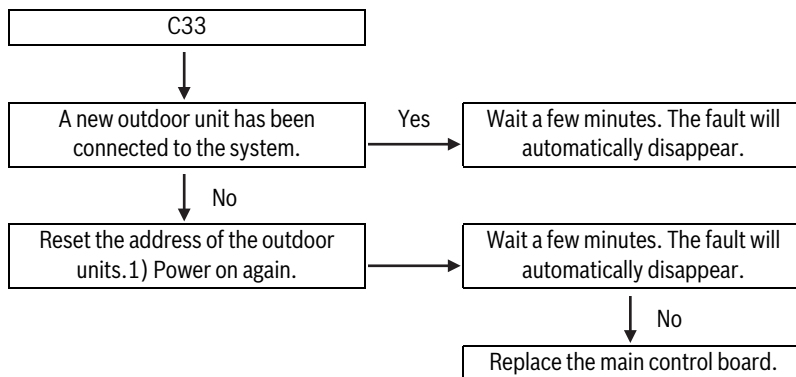 C33
A new outdoor unit has been
connected to the system.
Yes
Wait a few minutes. The fault will
automatically disappear.
No
Reset the address of the outdoor
units.1) Power on again.
Wait a few minutes. The fault will
automatically disappear.
No
Replace the main control board.